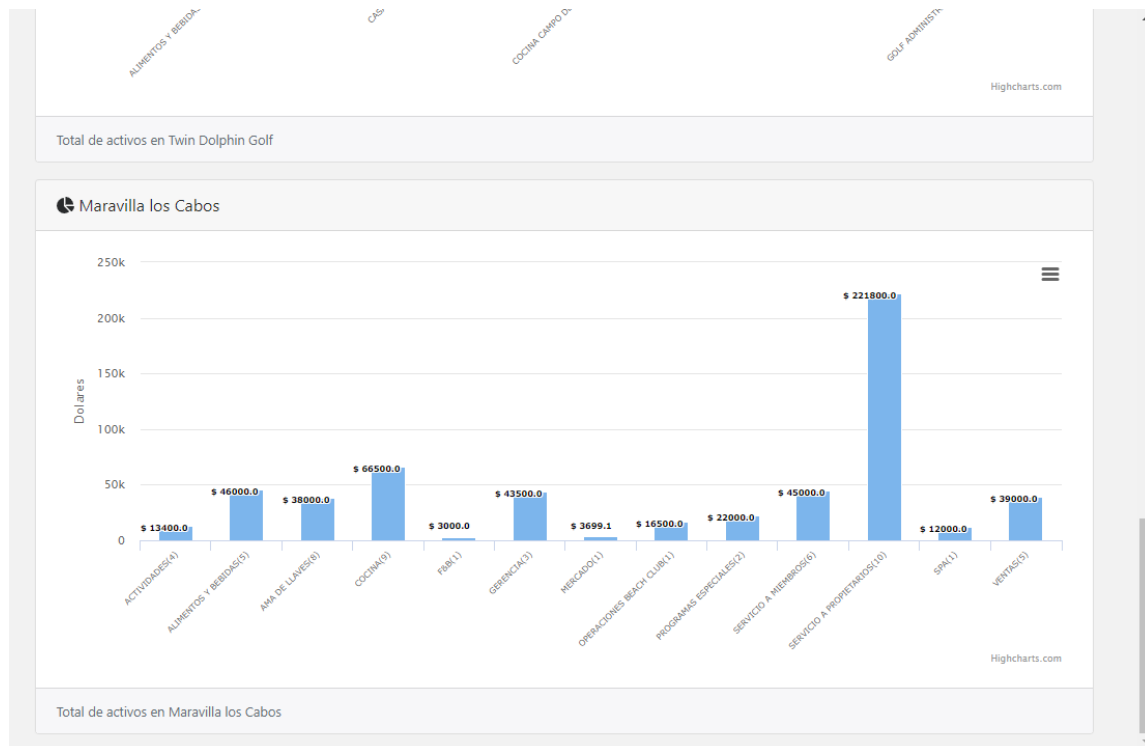 ALIMENTOS Y BEBIDAS
COCINA CAMPO D
GOLF ADMINISTR
Highcharts.com
Total de activos en Twin Dolphin Golf
Maravilla los Cabos
250k
200k
150k
100k
50k
0
Dolares
$ 13400.0
$ 46000.0
$ 38000.0
$ 66500.0
$ 3000.0
$ 43500.0
$ 3699.1
$ 16500.0
$ 22000.0
$ 45000.0
$ 221800.0
$ 12000.0
$ 39000.0
ACTIVIDADES(4)
ALIMENTOS Y BEBIDAS(5)
AMA DE LLAVES(8)
COCINA(9)
F&B(1)
GERENCIA(3)
MERCADO(1)
OPERACIONES BEACH CLUB(1)
PROGRAMAS ESPECIALES(2)
SERVICIO A MIEMBROS(6)
SERVICIO A PROPIETARIOS(10)
SPA(1)
VENTAS(5)
Highcharts.com
Total de activos en Maravilla los Cabos